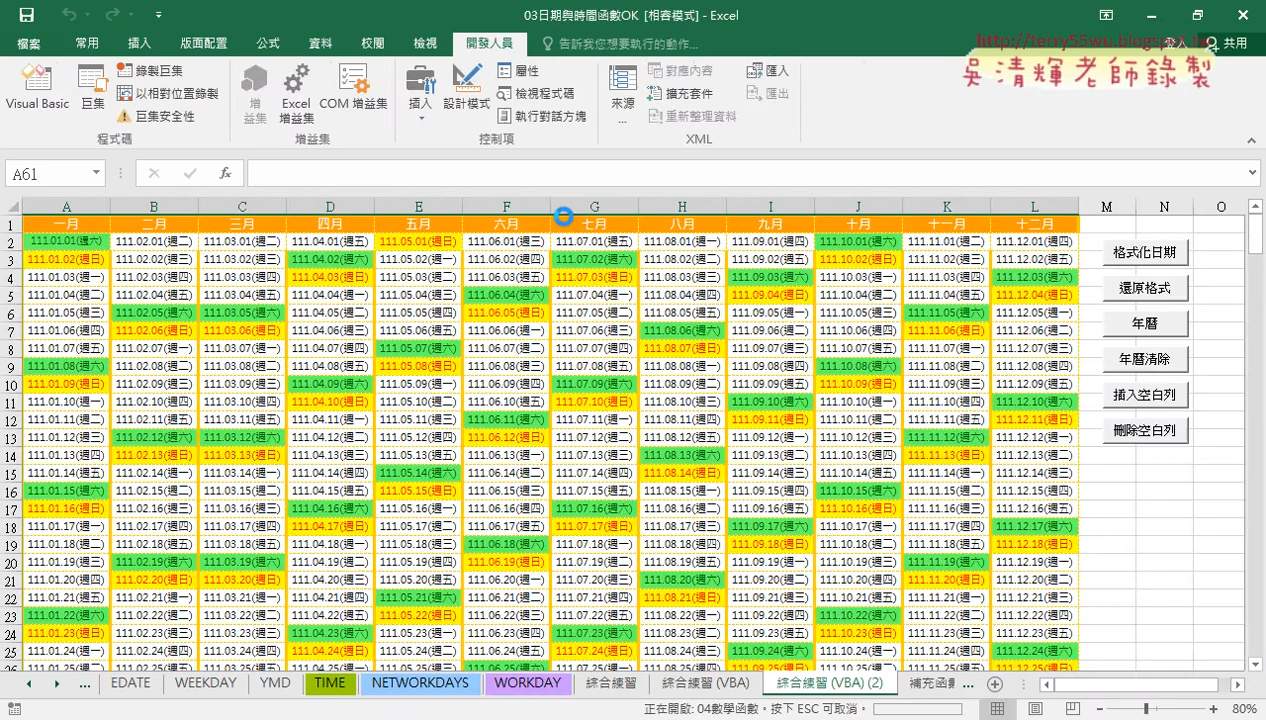 03日期與時間函數OK [相容模式] - Excel
檔案 常用 插入 版面配置 公式 資料 校閱 檢視 開發人員 告訴我您想要執行的動作... 登入 共用
http://terry55wu.blogspot.tw
吳清輝老師錄製
Visual Basic 巨集 錄製巨集 以相對位置錄製 巨集安全性 增益集 Excel 增益集 COM 增益集 插入 設計模式 屬性 檢視程式碼 執行對話方塊 來源... 對應內容 擴充套件 重新整理資料 匯入 匯出
程式碼 增益集 控制項 XML
A61 fx
A B C D E F G H I J K L M N O
1 一月 二月 三月 四月 五月 六月 七月 八月 九月 十月 十一月 十二月
2 111.01.01(週六) 111.02.01(週二) 111.03.01(週二) 111.04.01(週五) 111.05.01(週日) 111.06.01(週三) 111.07.01(週五) 111.08.01(週一) 111.09.01(週四) 111.10.01(週六) 111.11.01(週二) 111.12.01(週四)
3 111.01.02(週日) 111.02.02(週三) 111.03.02(週三) 111.04.02(週六) 111.05.02(週一) 111.06.02(週四) 111.07.02(週六) 111.08.02(週二) 111.09.02(週五) 111.10.02(週日) 111.11.02(週三) 111.12.02(週五) 格式化日期
4 111.01.03(週一) 111.02.03(週四) 111.03.03(週四) 111.04.03(週日) 111.05.03(週二) 111.06.03(週五) 111.07.03(週日) 111.08.03(週三) 111.09.03(週六) 111.10.03(週一) 111.11.03(週四) 111.12.03(週六)
5 111.01.04(週二) 111.02.04(週五) 111.03.04(週五) 111.04.04(週一) 111.05.04(週三) 111.06.04(週六) 111.07.04(週一) 111.08.04(週四) 111.09.04(週日) 111.10.04(週二) 111.11.04(週五) 111.12.04(週日) 還原格式
6 111.01.05(週三) 111.02.05(週六) 111.03.05(週六) 111.04.05(週二) 111.05.05(週四) 111.06.05(週日) 111.07.05(週二) 111.08.05(週五) 111.09.05(週一) 111.10.05(週三) 111.11.05(週六) 111.12.05(週一)
7 111.01.06(週四) 111.02.06(週日) 111.03.06(週日) 111.04.06(週三) 111.05.06(週五) 111.06.06(週一) 111.07.06(週三) 111.08.06(週六) 111.09.06(週二) 111.10.06(週四) 111.11.06(週日) 111.12.06(週二) 年曆
8 111.01.07(週五) 111.02.07(週一) 111.03.07(週一) 111.04.07(週四) 111.05.07(週六) 111.06.07(週二) 111.07.07(週四) 111.08.07(週日) 111.09.07(週三) 111.10.07(週五) 111.11.07(週一) 111.12.07(週三)
9 111.01.08(週六) 111.02.08(週二) 111.03.08(週二) 111.04.08(週五) 111.05.08(週日) 111.06.08(週三) 111.07.08(週五) 111.08.08(週一) 111.09.08(週四) 111.10.08(週六) 111.11.08(週二) 111.12.08(週四) 年曆清除
10 111.01.09(週日) 111.02.09(週三) 111.03.09(週三) 111.04.09(週六) 111.05.09(週一) 111.06.09(週四) 111.07.09(週六) 111.08.09(週二) 111.09.09(週五) 111.10.09(週日) 111.11.09(週三) 111.12.09(週五)
11 111.01.10(週一) 111.02.10(週四) 111.03.10(週四) 111.04.10(週日) 111.05.10(週二) 111.06.10(週五) 111.07.10(週日) 111.08.10(週三) 111.09.10(週六) 111.10.10(週一) 111.11.10(週四) 111.12.10(週六) 插入空白列
12 111.01.11(週二) 111.02.11(週五) 111.03.11(週五) 111.04.11(週一) 111.05.11(週三) 111.06.11(週六) 111.07.11(週一) 111.08.11(週四) 111.09.11(週日) 111.10.11(週二) 111.11.11(週五) 111.12.11(週日)
13 111.01.12(週三) 111.02.12(週六) 111.03.12(週六) 111.04.12(週二) 111.05.12(週四) 111.06.12(週日) 111.07.12(週二) 111.08.12(週五) 111.09.12(週一) 111.10.12(週三) 111.11.12(週六) 111.12.12(週一) 刪除空白列
14 111.01.13(週四) 111.02.13(週日) 111.03.13(週日) 111.04.13(週三) 111.05.13(週五) 111.06.13(週一) 111.07.13(週三) 111.08.13(週六) 111.09.13(週二) 111.10.13(週四) 111.11.13(週日) 111.12.13(週二)
15 111.01.14(週五) 111.02.14(週一) 111.03.14(週一) 111.04.14(週四) 111.05.14(週六) 111.06.14(週二) 111.07.14(週四) 111.08.14(週日) 111.09.14(週三) 111.10.14(週五) 111.11.14(週一) 111.12.14(週三)
16 111.01.15(週六) 111.02.15(週二) 111.03.15(週二) 111.04.15(週五) 111.05.15(週日) 111.06.15(週三) 111.07.15(週五) 111.08.15(週一) 111.09.15(週四) 111.10.15(週六) 111.11.15(週二) 111.12.15(週四)
17 111.01.16(週日) 111.02.16(週三) 111.03.16(週三) 111.04.16(週六) 111.05.16(週一) 111.06.16(週四) 111.07.16(週六) 111.08.16(週二) 111.09.16(週五) 111.10.16(週日) 111.11.16(週三) 111.12.16(週五)
18 111.01.17(週一) 111.02.17(週四) 111.03.17(週四) 111.04.17(週日) 111.05.17(週二) 111.06.17(週五) 111.07.17(週日) 111.08.17(週三) 111.09.17(週六) 111.10.17(週一) 111.11.17(週四) 111.12.17(週六)
19 111.01.18(週二) 111.02.18(週五) 111.03.18(週五) 111.04.18(週一) 111.05.18(週三) 111.06.18(週六) 111.07.18(週一) 111.08.18(週四) 111.09.18(週日) 111.10.18(週二) 111.11.18(週五) 111.12.18(週日)
20 111.01.19(週三) 111.02.19(週六) 111.03.19(週六) 111.04.19(週二) 111.05.19(週四) 111.06.19(週日) 111.07.19(週二) 111.08.19(週五) 111.09.19(週一) 111.10.19(週三) 111.11.19(週六) 111.12.19(週一)
21 111.01.20(週四) 111.02.20(週日) 111.03.20(週日) 111.04.20(週三) 111.05.20(週五) 111.06.20(週一) 111.07.20(週三) 111.08.20(週六) 111.09.20(週二) 111.10.20(週四) 111.11.20(週日) 111.12.20(週二)
22 111.01.21(週五) 111.02.21(週一) 111.03.21(週一) 111.04.21(週四) 111.05.21(週六) 111.06.21(週二) 111.07.21(週四) 111.08.21(週日) 111.09.21(週三) 111.10.21(週五) 111.11.21(週一) 111.12.21(週三)
23 111.01.22(週六) 111.02.22(週二) 111.03.22(週二) 111.04.22(週五) 111.05.22(週日) 111.06.22(週三) 111.07.22(週五) 111.08.22(週一) 111.09.22(週四) 111.10.22(週六) 111.11.22(週二) 111.12.22(週四)
24 111.01.23(週日) 111.02.23(週三) 111.03.23(週三) 111.04.23(週六) 111.05.23(週一) 111.06.23(週四) 111.07.23(週六) 111.08.23(週二) 111.09.23(週五) 111.10.23(週日) 111.11.23(週三) 111.12.23(週五)
25 111.01.24(週一) 111.02.24(週四) 111.03.24(週四) 111.04.24(週日) 111.05.24(週二) 111.06.24(週五) 111.07.24(週日) 111.08.24(週三) 111.09.24(週六) 111.10.24(週一) 111.11.24(週四) 111.12.24(週六)
... EDATE WEEKDAY YMD TIME NETWORKDAYS WORKDAY 綜合練習 綜合練習 (VBA) 綜合練習 (VBA) (2) 補充函 ...
正在開啟: 04數學函數。按下 ESC 可取消。 80%